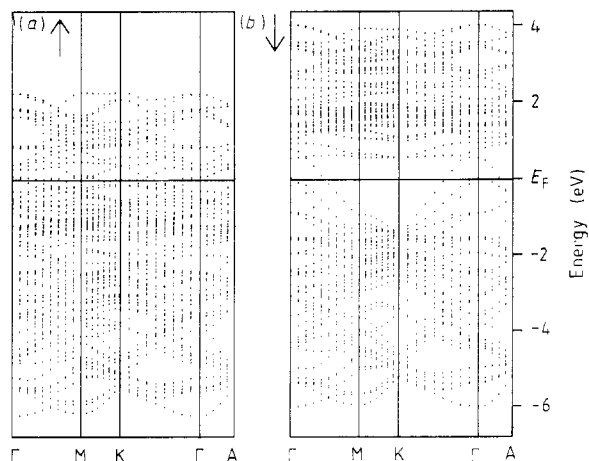 (a) ↑
(b) ↓
4
2
E_F
-2
-4
-6
Energy (eV)
Γ M K Γ A
Γ M K Γ A